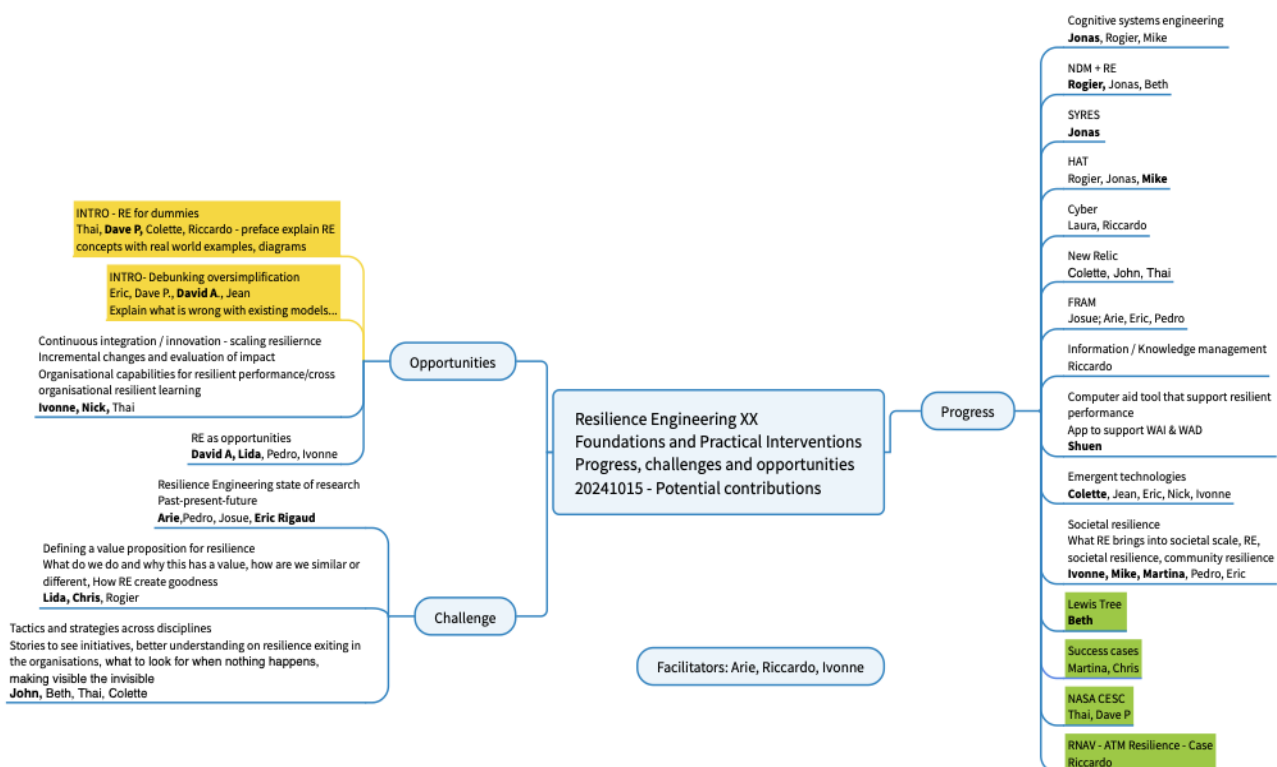 INTRO - RE for dummies
Thai, Dave P, Colette, Riccardo - preface explain RE
concepts with real world examples, diagrams
INTRO- Debunking oversimplification
Eric, Dave P., David A., Jean
Explain what is wrong with existing models...
Continuous integration / innovation - scaling resiliernce
Incremental changes and evaluation of impact
Organisational capabilities for resilient performance/cross
organisational resilient learning
Ivonne, Nick, Thai
RE as opportunities
David A, Lida, Pedro, Ivonne
Opportunities
Resilience Engineering state of research
Past-present-future
Arie,Pedro, Josue, Eric Rigaud
Defining a value proposition for resilience
What do we do and why this has a value, how are we similar or
different, How RE create goodness
Lida, Chris, Rogier
Tactics and strategies across disciplines
Stories to see initiatives, better understanding on resilience exiting in
the organisations, what to look for when nothing happens,
making visible the invisible
John, Beth, Thai, Colette
Challenge
Resilience Engineering XX
Foundations and Practical Interventions
Progress, challenges and opportunities
20241015 - Potential contributions
Facilitators: Arie, Riccardo, Ivonne
Progress
Cognitive systems engineering
Jonas, Rogier, Mike
NDM + RE
Rogier, Jonas, Beth
SYRES
Jonas
HAT
Rogier, Jonas, Mike
Cyber
Laura, Riccardo
New Relic
Colette, John, Thai
FRAM
Josue; Arie, Eric, Pedro
Information / Knowledge management
Riccardo
Computer aid tool that support resilient
performance
App to support WAI & WAD
Shuen
Emergent technologies
Colette, Jean, Eric, Nick, Ivonne
Societal resilience
What RE brings into societal scale, RE,
societal resilience, community resilience
Ivonne, Mike, Martina, Pedro, Eric
Lewis Tree
Beth
Success cases
Martina, Chris
NASA CESC
Thai, Dave P
RNAV - ATM Resilience - Case
Riccardo